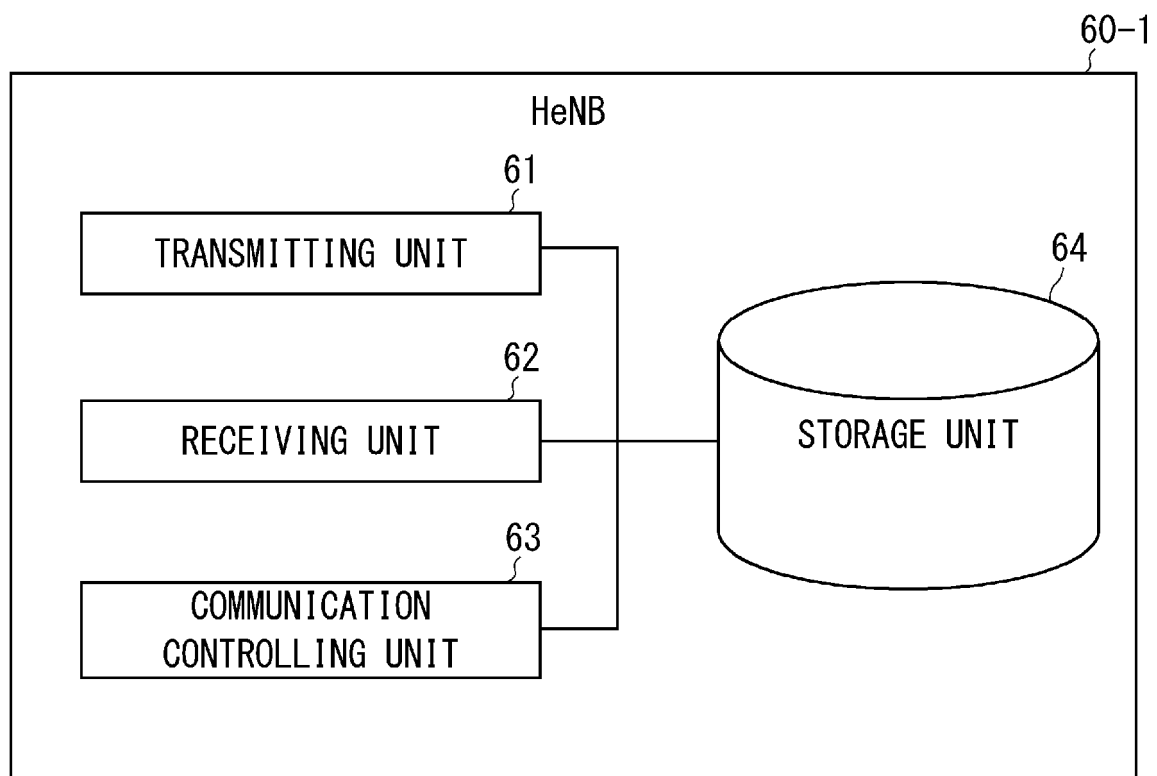 60-1
HeNB
61
TRANSMITTING UNIT
64
62
RECEIVING UNIT
STORAGE UNIT
63
COMMUNICATION
CONTROLLING UNIT